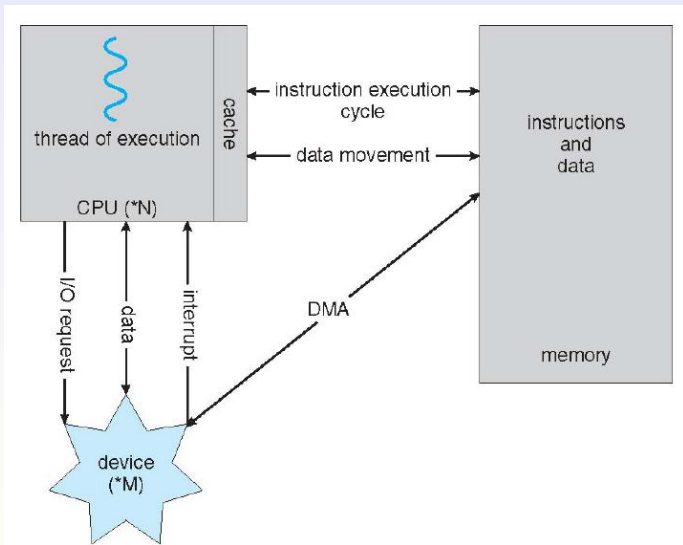 thread of execution
cache
CPU (*N)
instruction execution
cycle
data movement
instructions
and
data
memory
I/O request
data
interrupt
DMA
device
(*M)